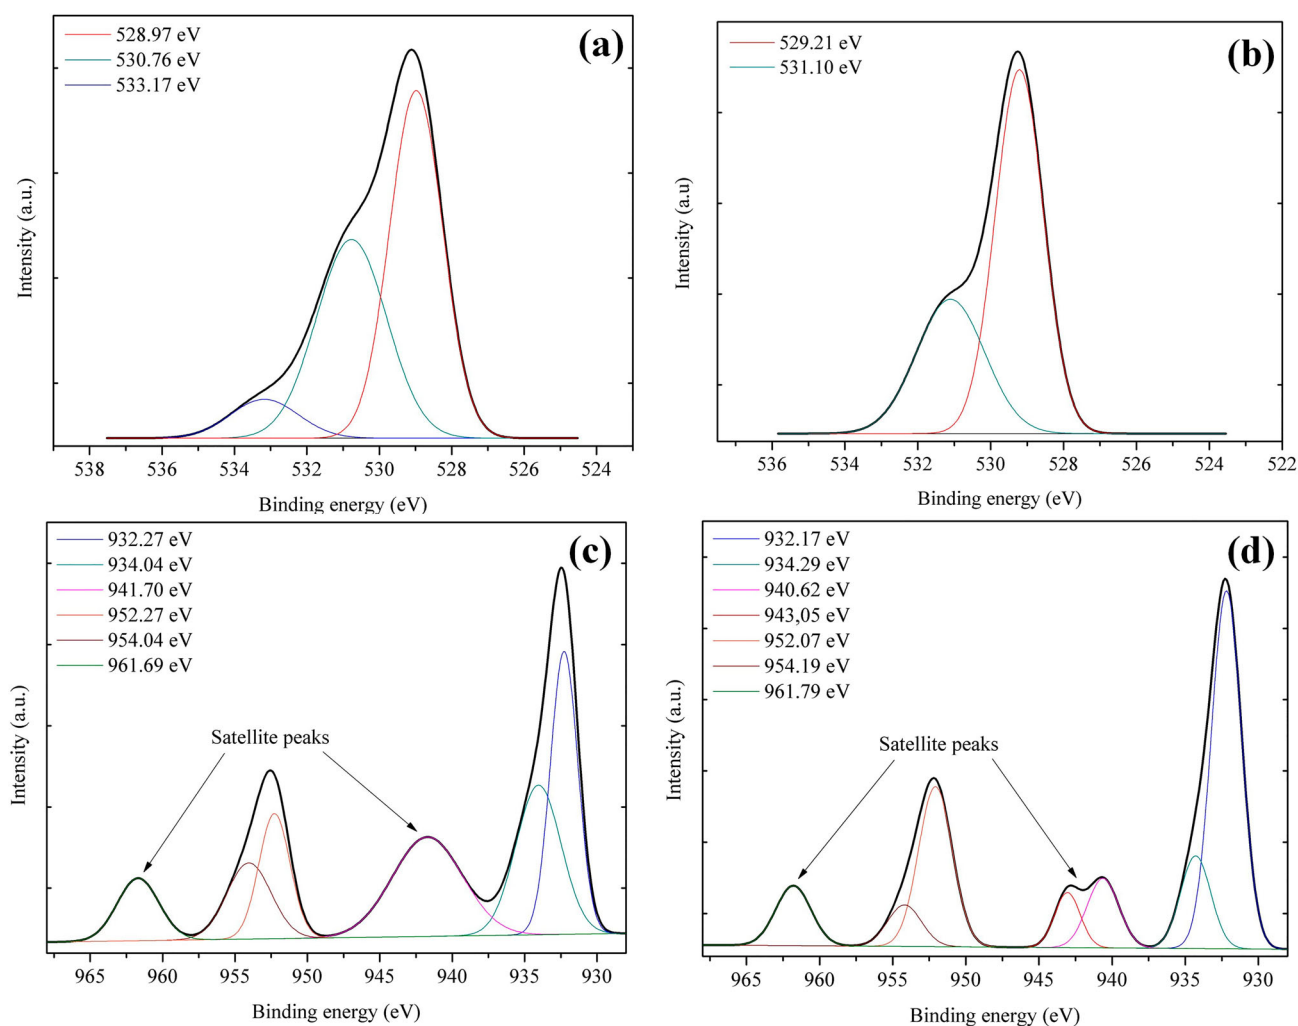 528.97 eV
530.76 eV
533.17 eV
(a)
Intensity (a.u.)
538 536 534 532 530 528 526 524
Binding energy (eV)
529.21 eV
531.10 eV
(b)
Intensity (a.u)
536 534 532 530 528 526 524 522
Binding energy (eV)
932.27 eV
934.04 eV
941.70 eV
952.27 eV
954.04 eV
961.69 eV
(c)
Satellite peaks
Intensity (a.u.)
965 960 955 950 945 940 935 930
Binding energy (eV)
932.17 eV
934.29 eV
940.62 eV
943,05 eV
952.07 eV
954.19 eV
961.79 eV
(d)
Satellite peaks
Intensity (a.u.)
965 960 955 950 945 940 935 930
Binding energy (eV)